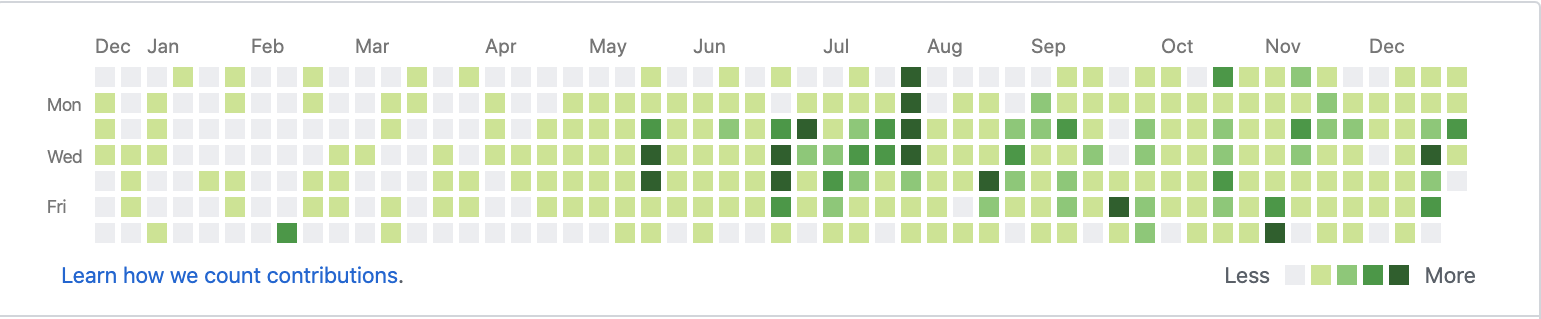 Dec Jan Feb Mar Apr May Jun Jul Aug Sep Oct Nov Dec
Mon
Wed
Fri
Learn how we count contributions. Less More